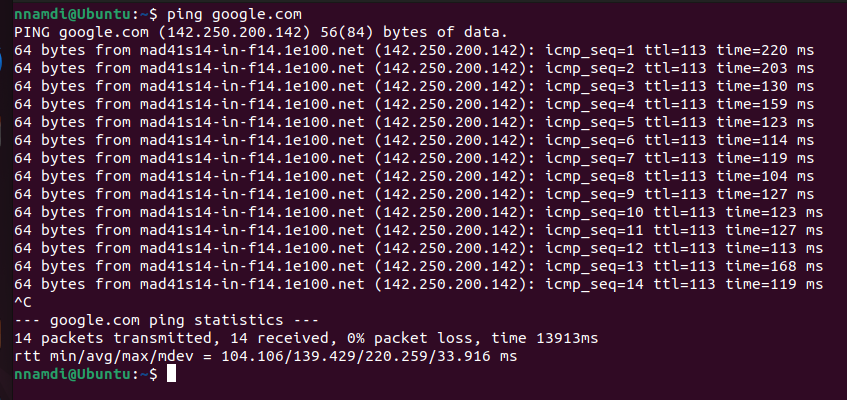 nnamdi@Ubuntu:~$ ping google.com
PING google.com (142.250.200.142) 56(84) bytes of data.
64 bytes from mad41s14-in-f14.1e100.net (142.250.200.142): icmp_seq=1 ttl=113 time=220 ms
64 bytes from mad41s14-in-f14.1e100.net (142.250.200.142): icmp_seq=2 ttl=113 time=203 ms
64 bytes from mad41s14-in-f14.1e100.net (142.250.200.142): icmp_seq=3 ttl=113 time=130 ms
64 bytes from mad41s14-in-f14.1e100.net (142.250.200.142): icmp_seq=4 ttl=113 time=159 ms
64 bytes from mad41s14-in-f14.1e100.net (142.250.200.142): icmp_seq=5 ttl=113 time=123 ms
64 bytes from mad41s14-in-f14.1e100.net (142.250.200.142): icmp_seq=6 ttl=113 time=114 ms
64 bytes from mad41s14-in-f14.1e100.net (142.250.200.142): icmp_seq=7 ttl=113 time=119 ms
64 bytes from mad41s14-in-f14.1e100.net (142.250.200.142): icmp_seq=8 ttl=113 time=104 ms
64 bytes from mad41s14-in-f14.1e100.net (142.250.200.142): icmp_seq=9 ttl=113 time=127 ms
64 bytes from mad41s14-in-f14.1e100.net (142.250.200.142): icmp_seq=10 ttl=113 time=123 ms
64 bytes from mad41s14-in-f14.1e100.net (142.250.200.142): icmp_seq=11 ttl=113 time=127 ms
64 bytes from mad41s14-in-f14.1e100.net (142.250.200.142): icmp_seq=12 ttl=113 time=113 ms
64 bytes from mad41s14-in-f14.1e100.net (142.250.200.142): icmp_seq=13 ttl=113 time=168 ms
64 bytes from mad41s14-in-f14.1e100.net (142.250.200.142): icmp_seq=14 ttl=113 time=119 ms
^C
--- google.com ping statistics ---
14 packets transmitted, 14 received, 0% packet loss, time 13913ms
rtt min/avg/max/mdev = 104.106/139.429/220.259/33.916 ms
nnamdi@Ubuntu:~$